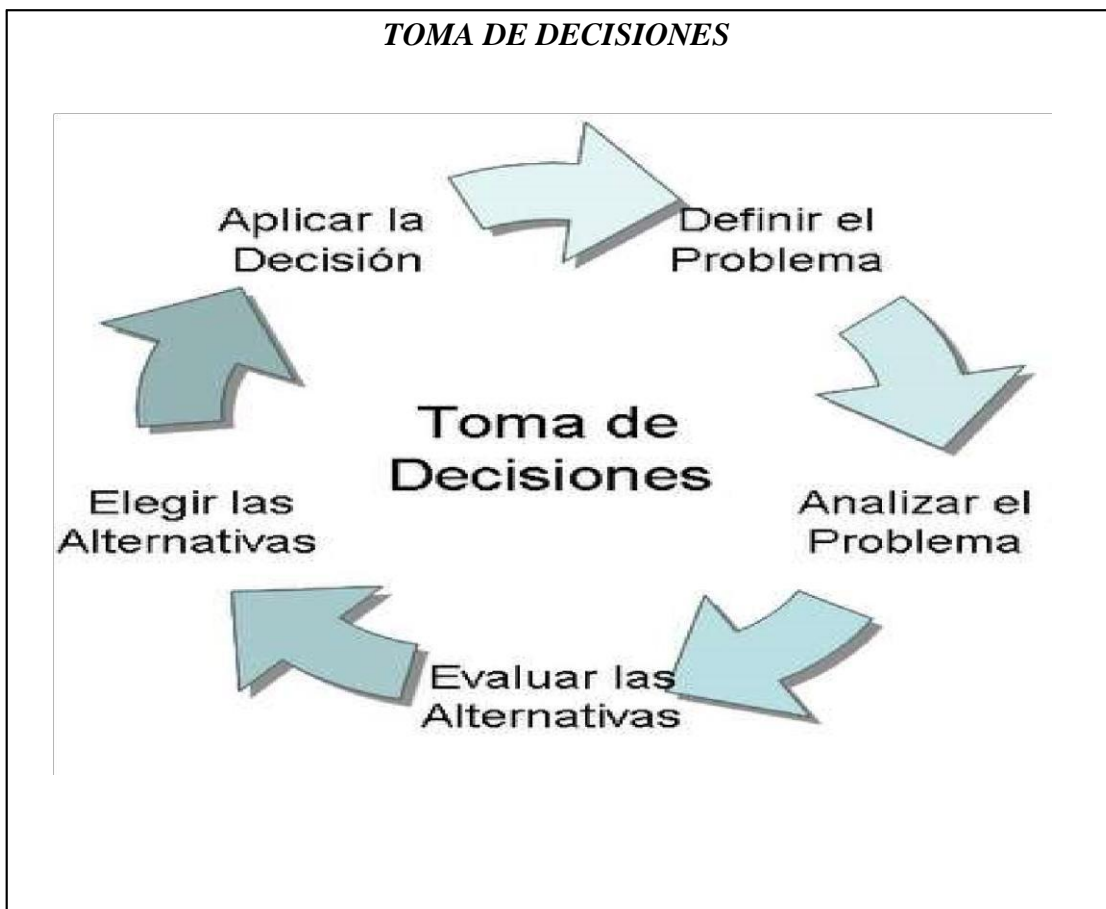 TOMA DE DECISIONES
Aplicar la
Decisión
Definir el
Problema
Toma de
Decisiones
Elegir las
Alternativas
Analizar el
Problema
Evaluar las
Alternativas